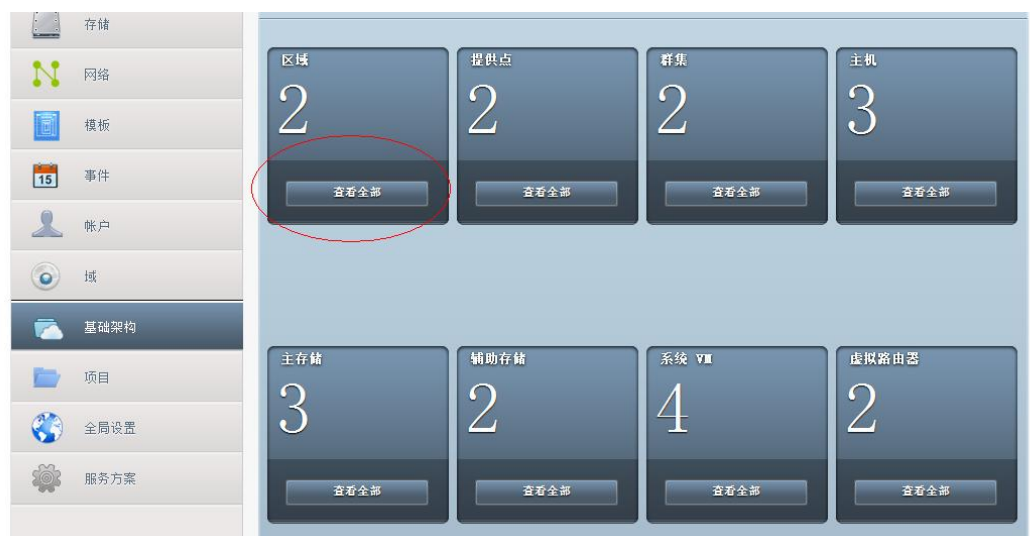 存储
网络
模板
15
事件
帐户
域
基础架构
项目
全局设置
服务方案
区域
2
查看全部
提供点
2
查看全部
群集
2
查看全部
主机
3
查看全部
主存储
3
查看全部
辅助存储
2
查看全部
系统 VM
4
查看全部
虚拟路由器
2
查看全部